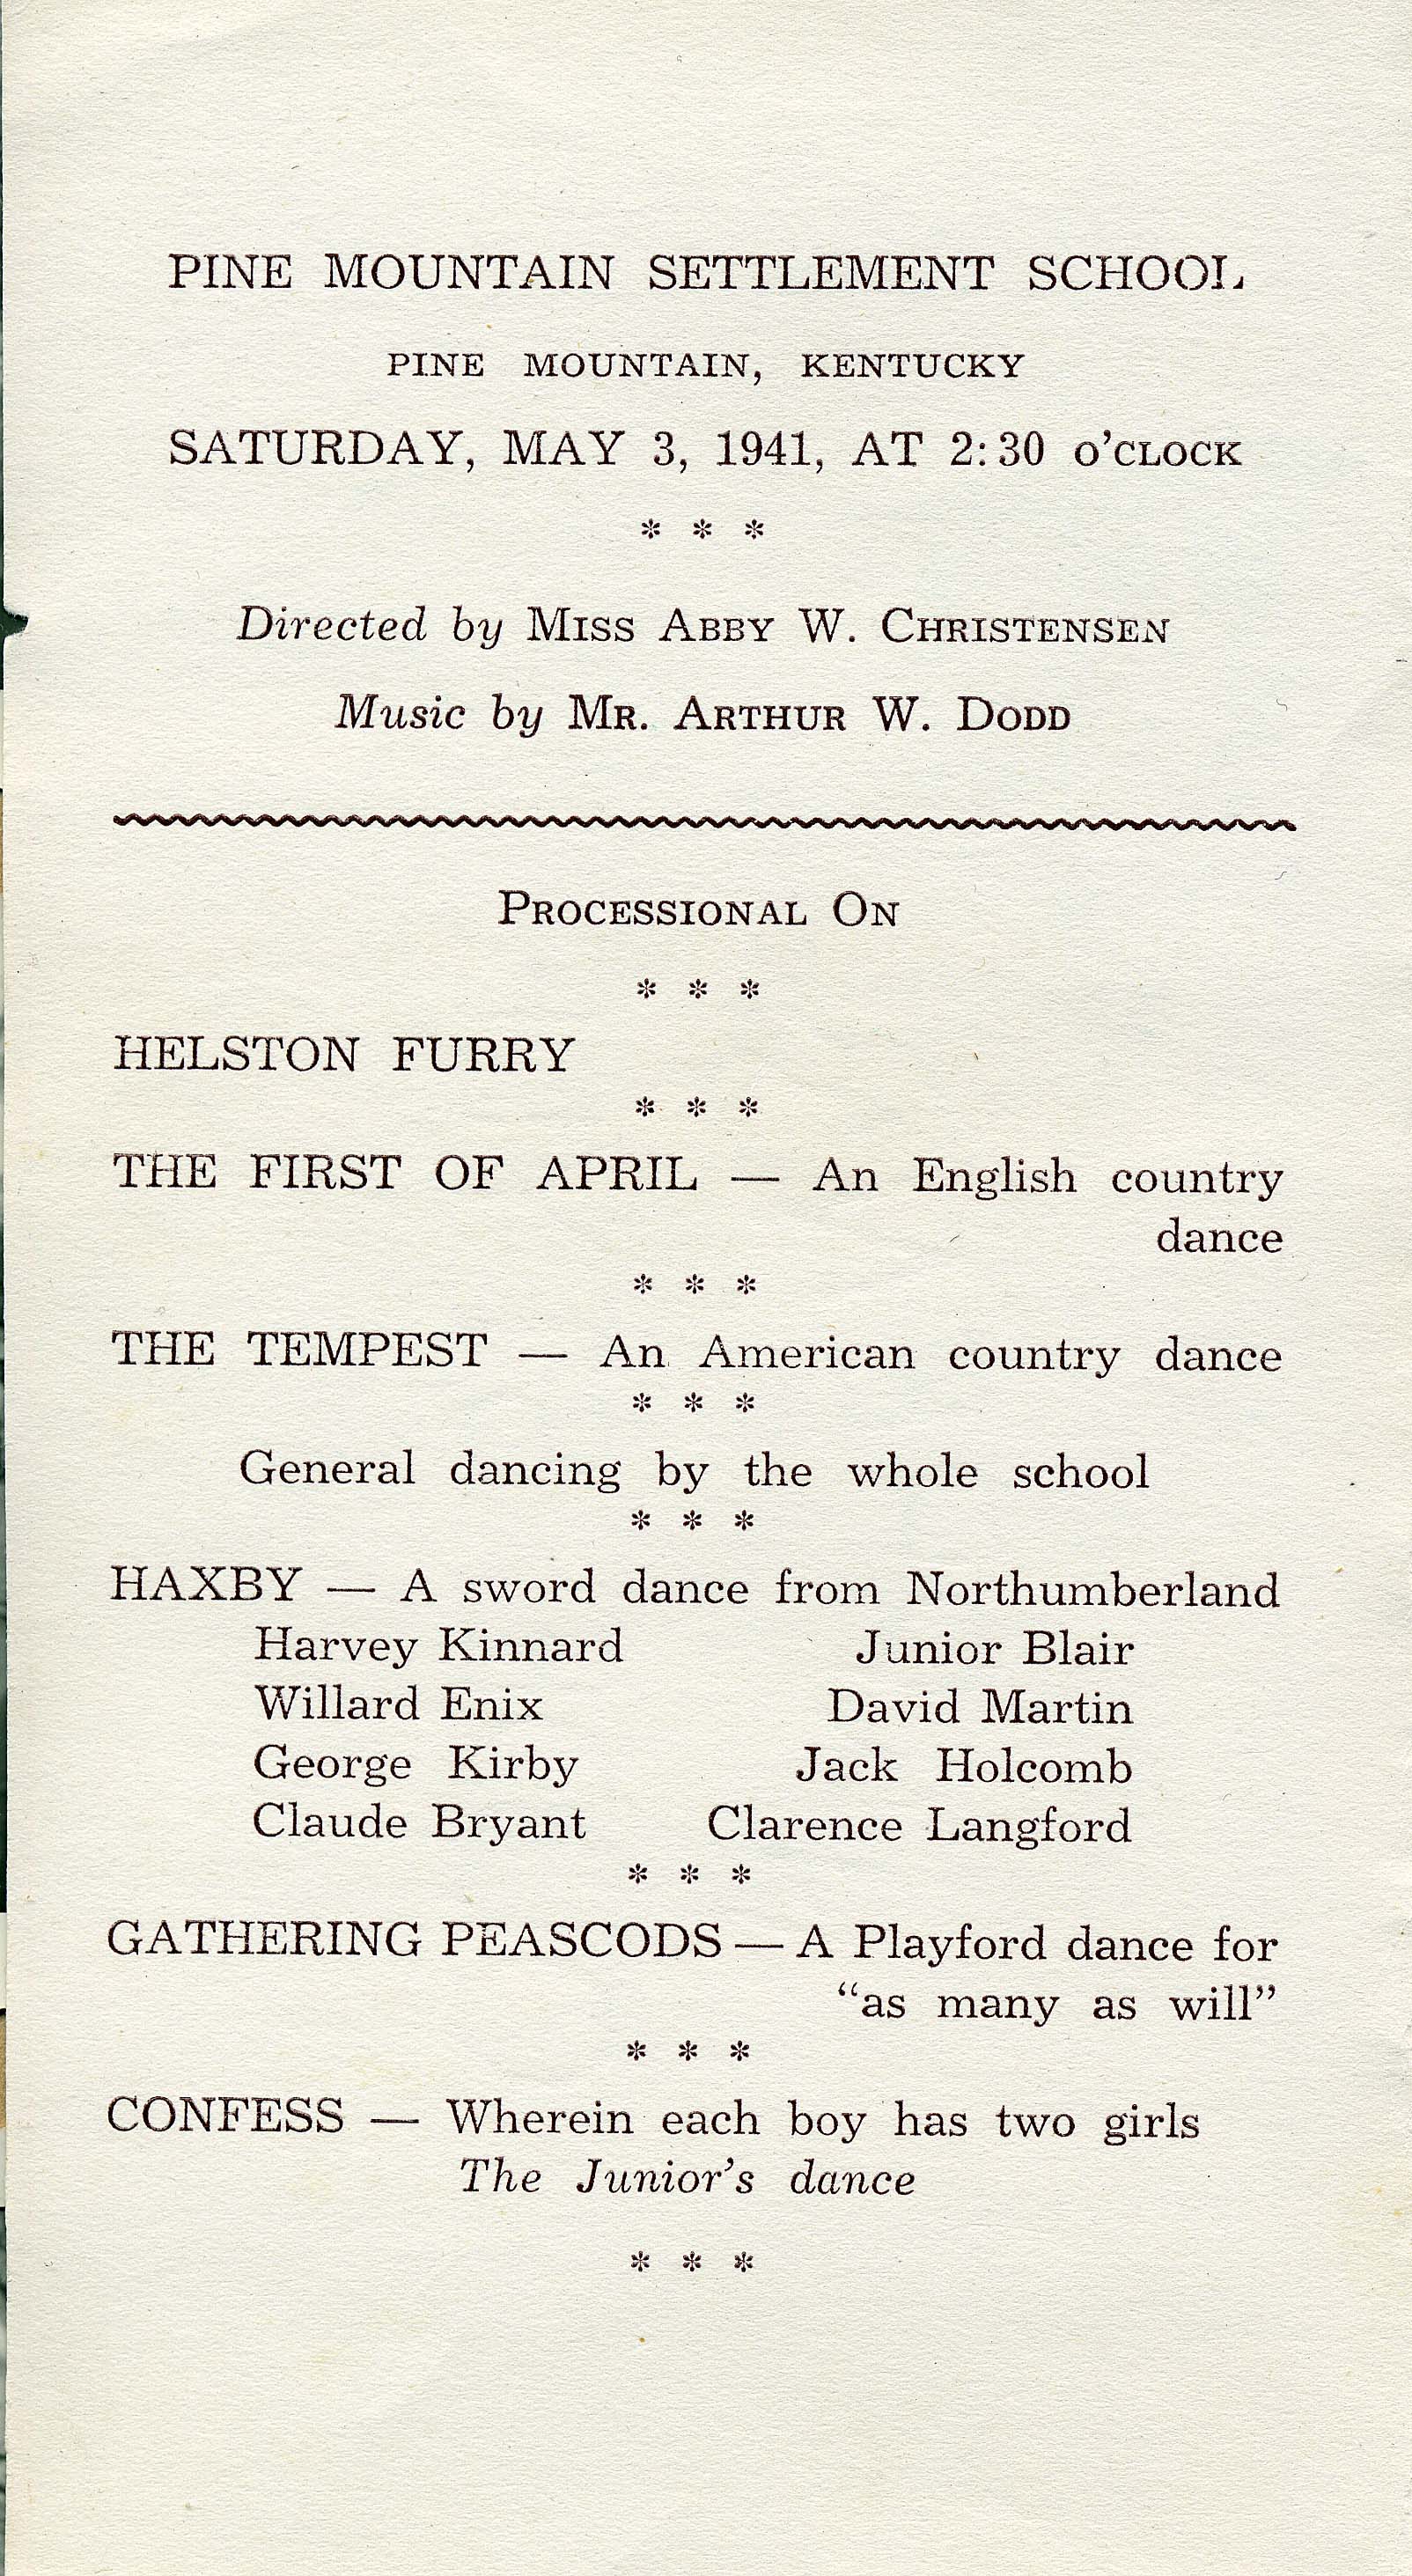 PINE MOUNTAIN SETTLEMENT SCHOOL
PINE MOUNTAIN, KENTUCKY
SATURDAY, MAY 3, 1941, AT 2:30 O'CLOCK
* * *
Directed by MISS ABBY W. CHRISTENSEN
Music by MR. ARTHUR W. DODD
PROCESSIONAL ON
* * *
HELSTON FURRY
* * *
THE FIRST OF APRIL — An English country
dance
* * *
THE TEMPEST — An American country dance
* * *
General dancing by the whole school
* * *
HAXBY — A sword dance from Northumberland
Harvey Kinnard Junior Blair
Willard Enix David Martin
George Kirby Jack Holcomb
Claude Bryant Clarence Langford
* * *
GATHERING PEASCODS — A Playford dance for
“as many as will”
* * *
CONFESS — Wherein each boy has two girls
The Junior's dance
* * *